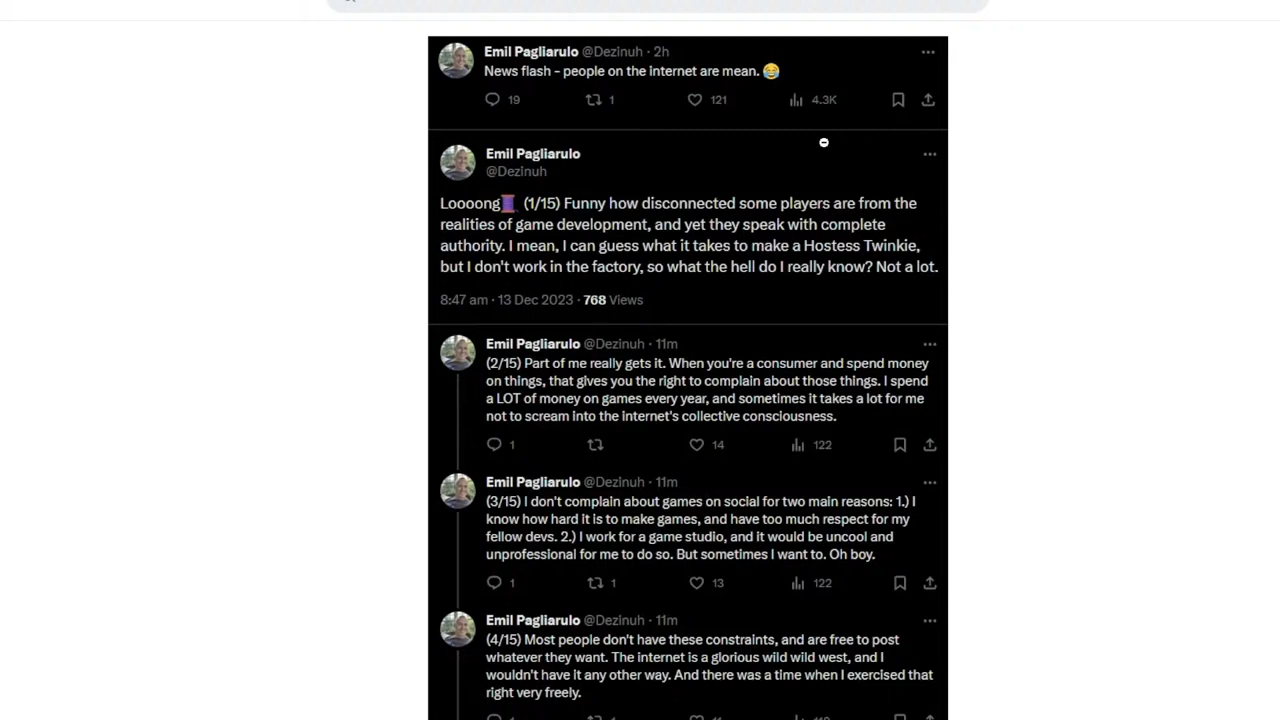 Emil Pagliarulo @Dezinuh · 2h
News flash - people on the internet are mean. 😂
19 1 121 4.3K
Emil Pagliarulo
@Dezinuh
Loooong🧵 (1/15) Funny how disconnected some players are from the
realities of game development, and yet they speak with complete
authority. I mean, I can guess what it takes to make a Hostess Twinkie,
but I don't work in the factory, so what the hell do I really know? Not a lot.
8:47 am · 13 Dec 2023 · 768 Views
Emil Pagliarulo @Dezinuh · 11m
(2/15) Part of me really gets it. When you're a consumer and spend money
on things, that gives you the right to complain about those things. I spend
a LOT of money on games every year, and sometimes it takes a lot for me
not to scream into the internet's collective consciousness.
1 14 122
Emil Pagliarulo @Dezinuh · 11m
(3/15) I don't complain about games on social for two main reasons: 1.) I
know how hard it is to make games, and have too much respect for my
fellow devs. 2.) I work for a game studio, and it would be uncool and
unprofessional for me to do so. But sometimes I want to. Oh boy.
1 1 13 122
Emil Pagliarulo @Dezinuh · 11m
(4/15) Most people don't have these constraints, and are free to post
whatever they want. The internet is a glorious wild wild west, and I
wouldn't have it any other way. And there was a time when I exercised that
right very freely.